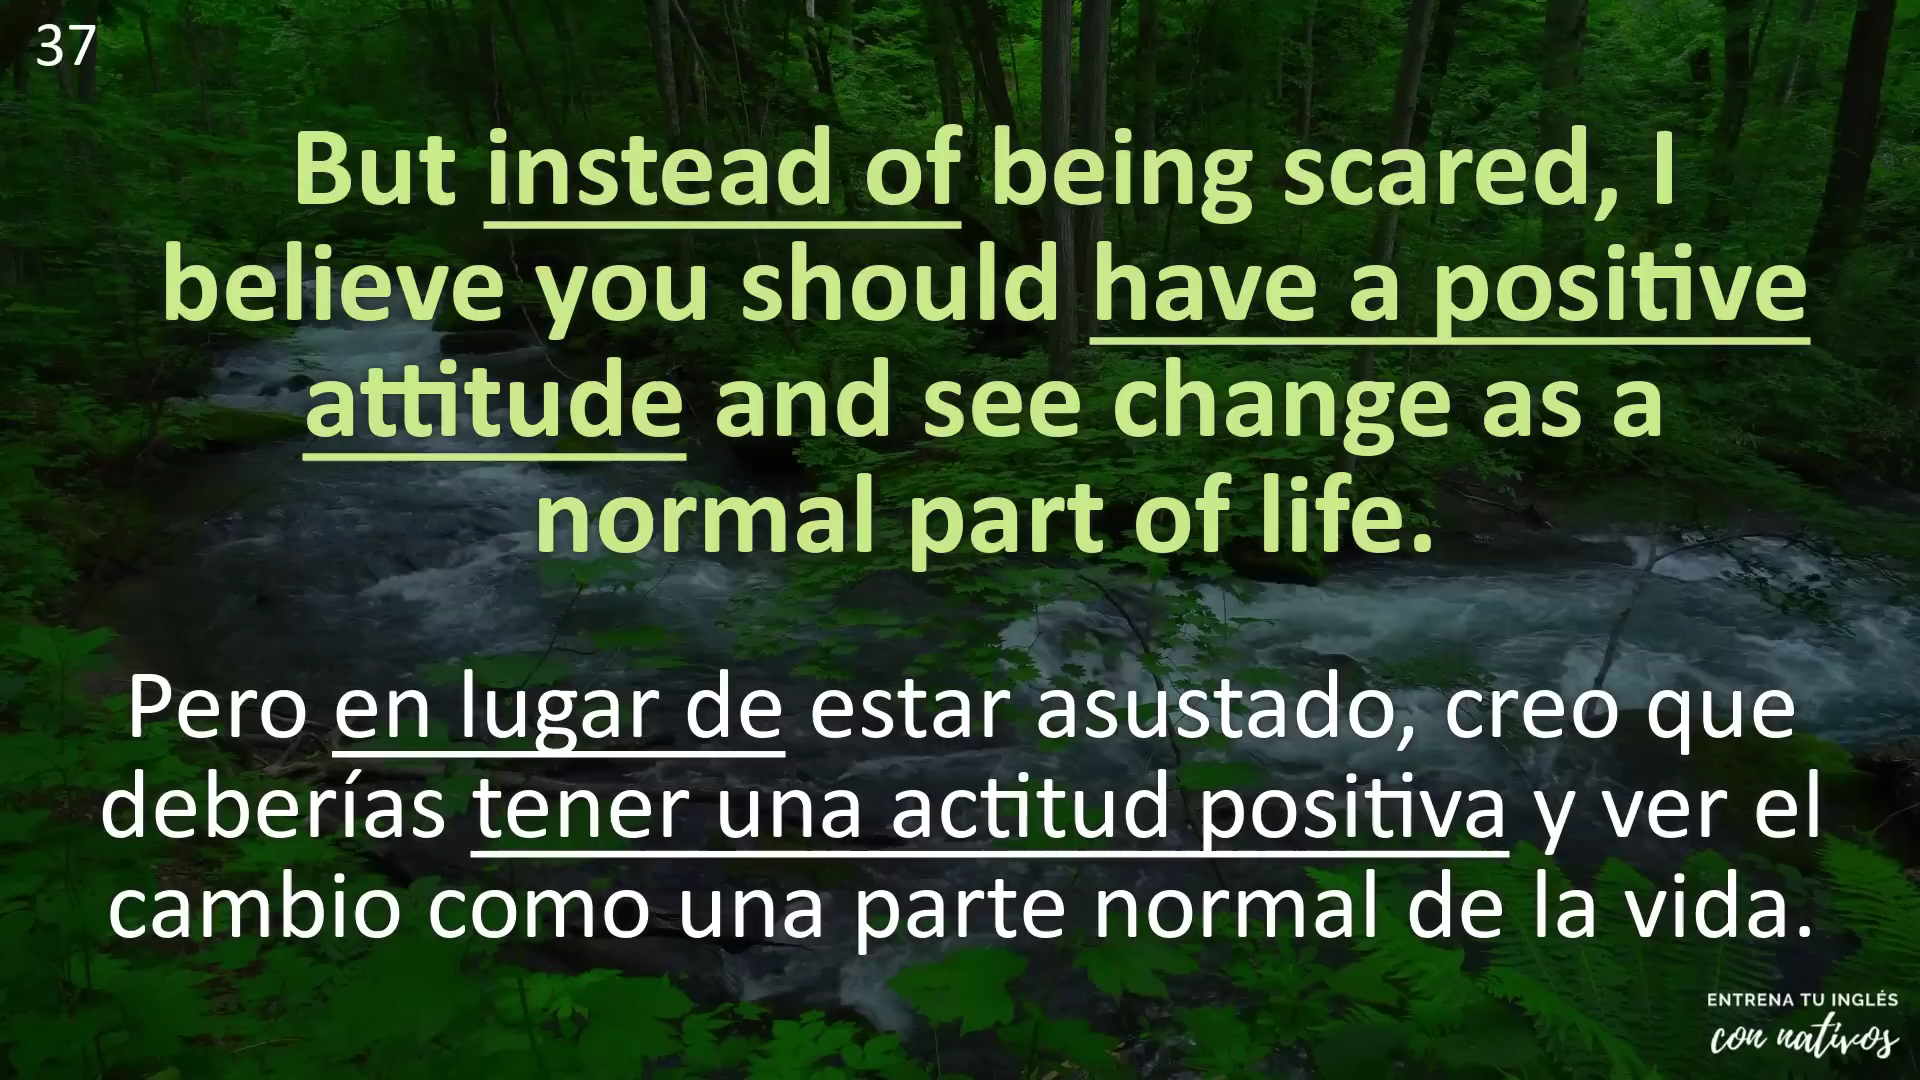 37
But instead of being scared, I
believe you should have a positive
attitude and see change as a
normal part of life.
Pero en lugar de estar asustado, creo que
deberías tener una actitud positiva y ver el
cambio como una parte normal de la vida.
ENTRENA TU INGLÉS
con nativos